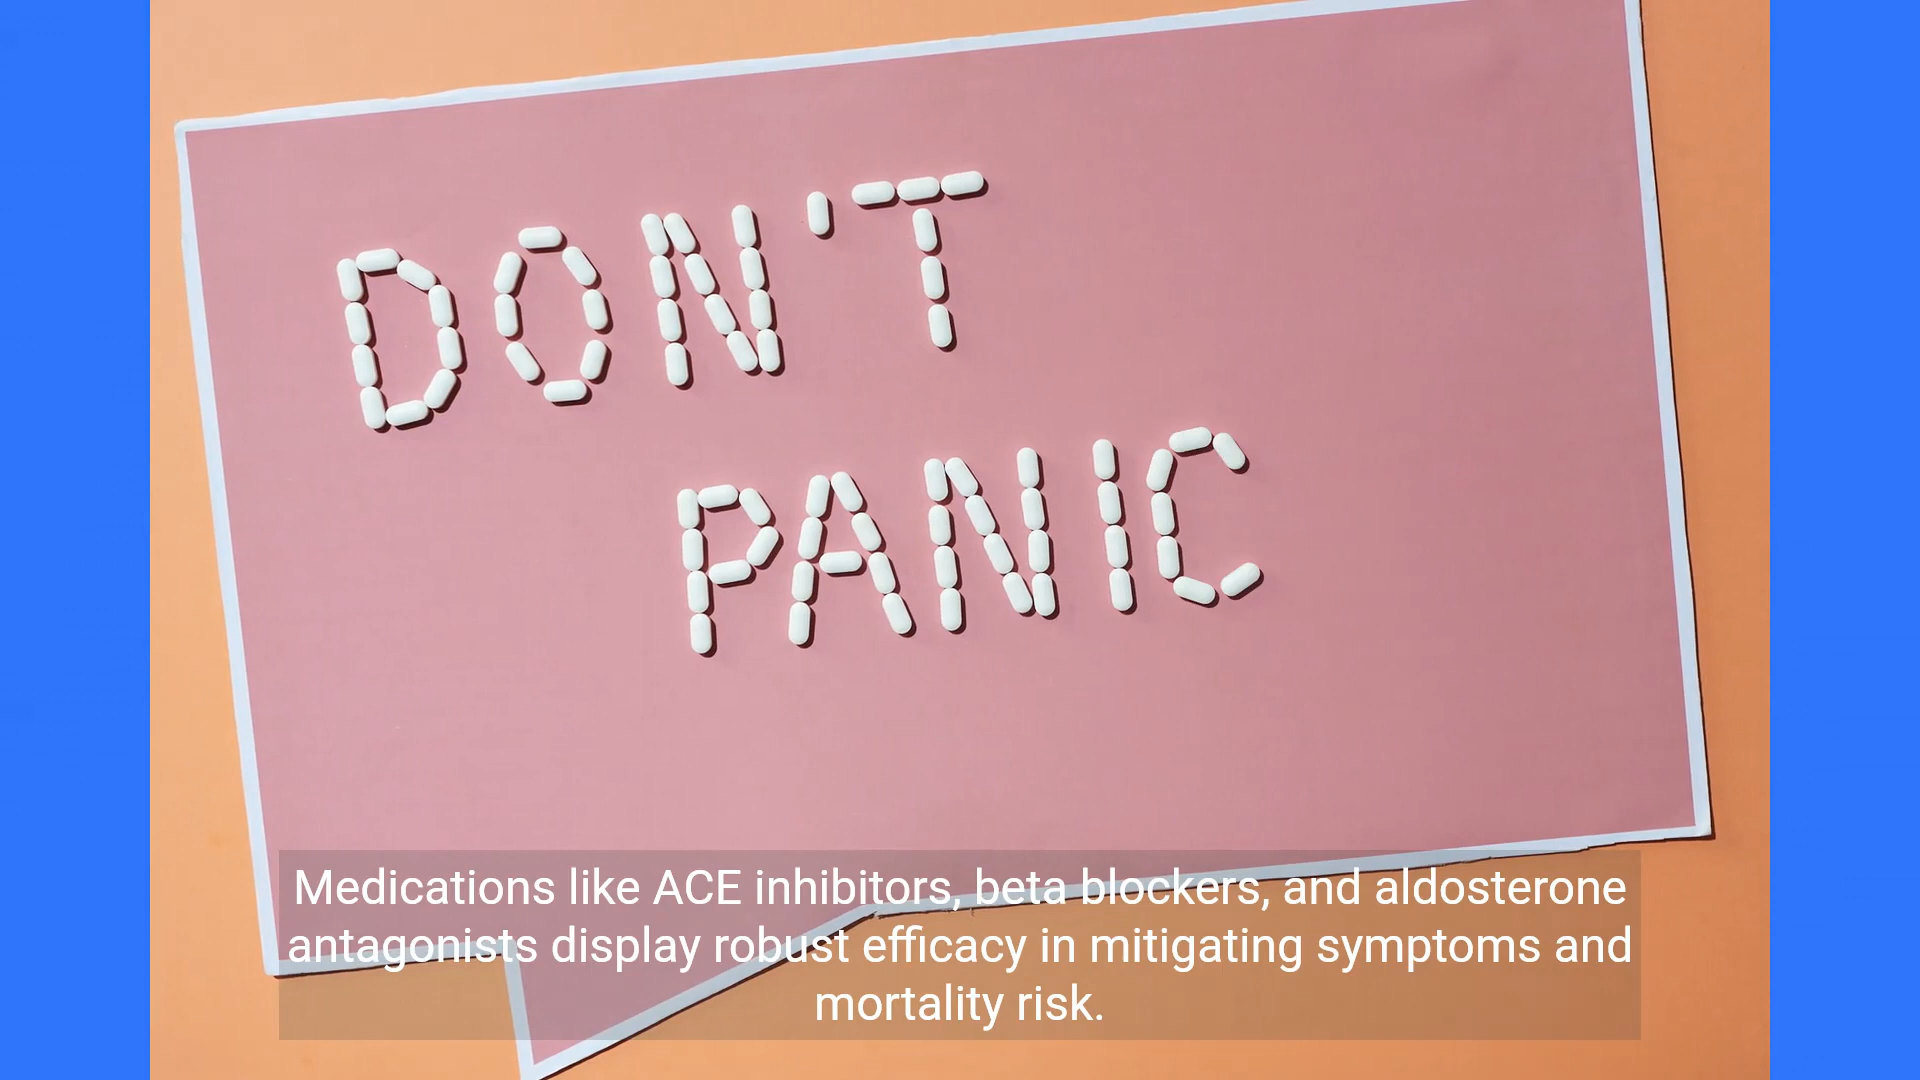 DON'T
PANIC
Medications like ACE inhibitors, beta blockers, and aldosterone
antagonists display robust efficacy in mitigating symptoms and
mortality risk.